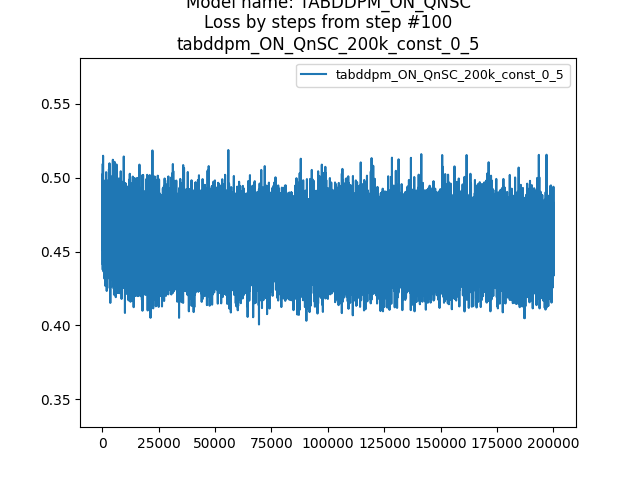 Model name: TABDDPM_ON_QNSC
Loss by steps from step #100
tabddpm_ON_QnSC_200k_const_0_5
tabddpm_ON_QnSC_200k_const_0_5
0.55
0.50
0.45
0.40
0.35
0 25000 50000 75000 100000 125000 150000 175000 200000